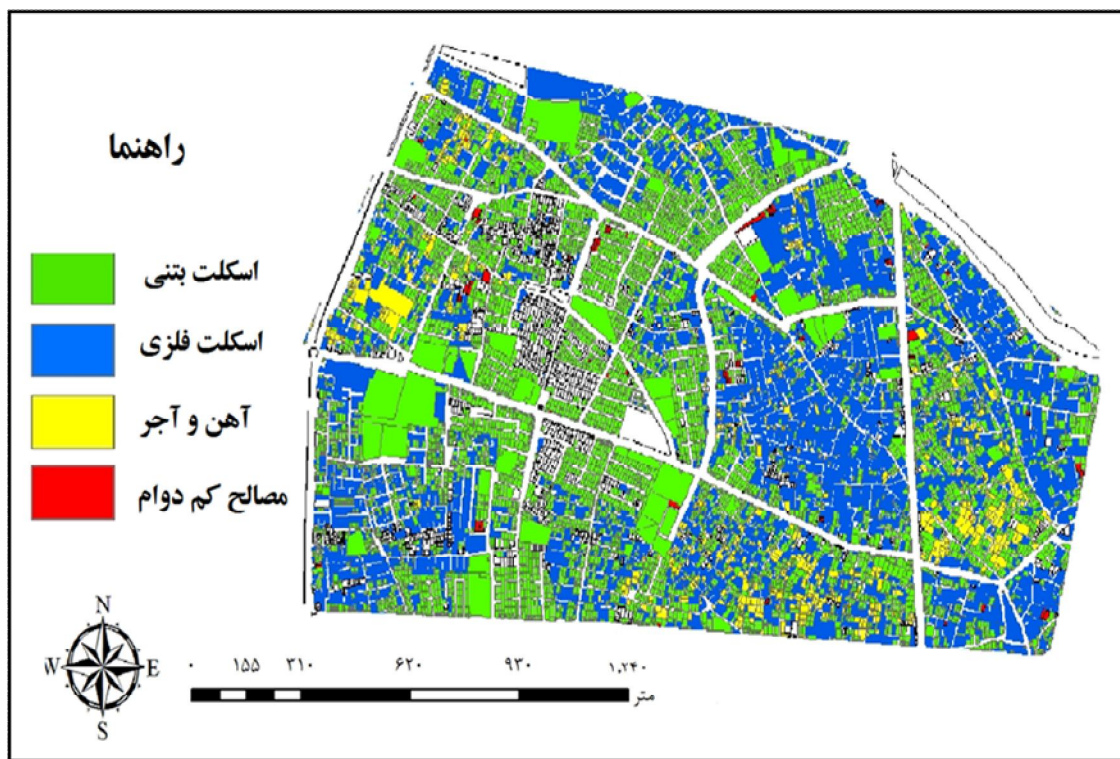 راهنما
اسکلت بتنی
اسکلت فلزی
آهن و آجر
مصالح کم دوام
N
W E
S
۰ ۱۵۵ ۳۱۰ ۶۲۰ ۹۳۰ ۱,۲۴۰
متر